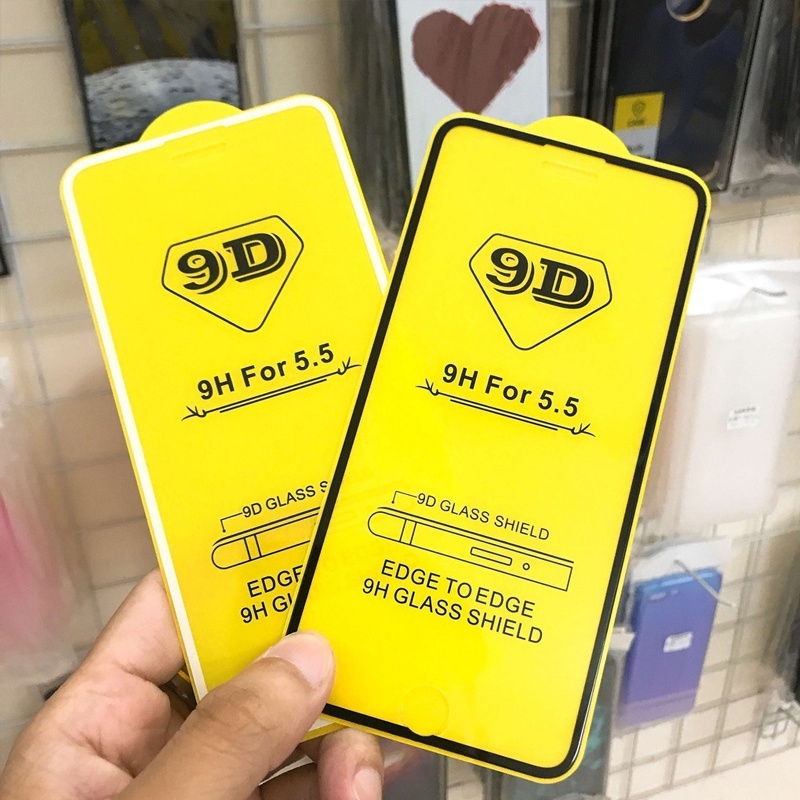 9D
9H For 5.5
9D GLASS S
EDGE
9H GL
9D
9H For 5.5
9D GLASS SHIELD
EDGE TO EDGE
9H GLASS SHIELD